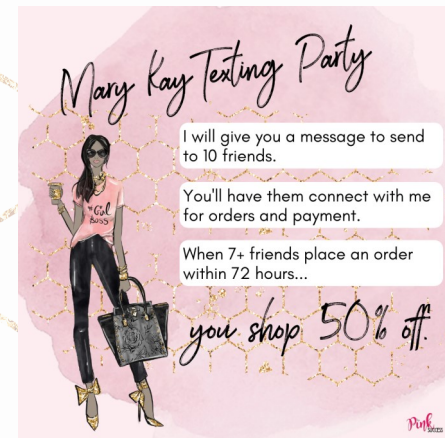 Mary Kay Texting Party
I will give you a message to send
to 10 friends.
You'll have them connect with me
for orders and payment.
When 7+ friends place an order
within 72 hours...
you shop 50% off.
#Girl
Boss
Pink